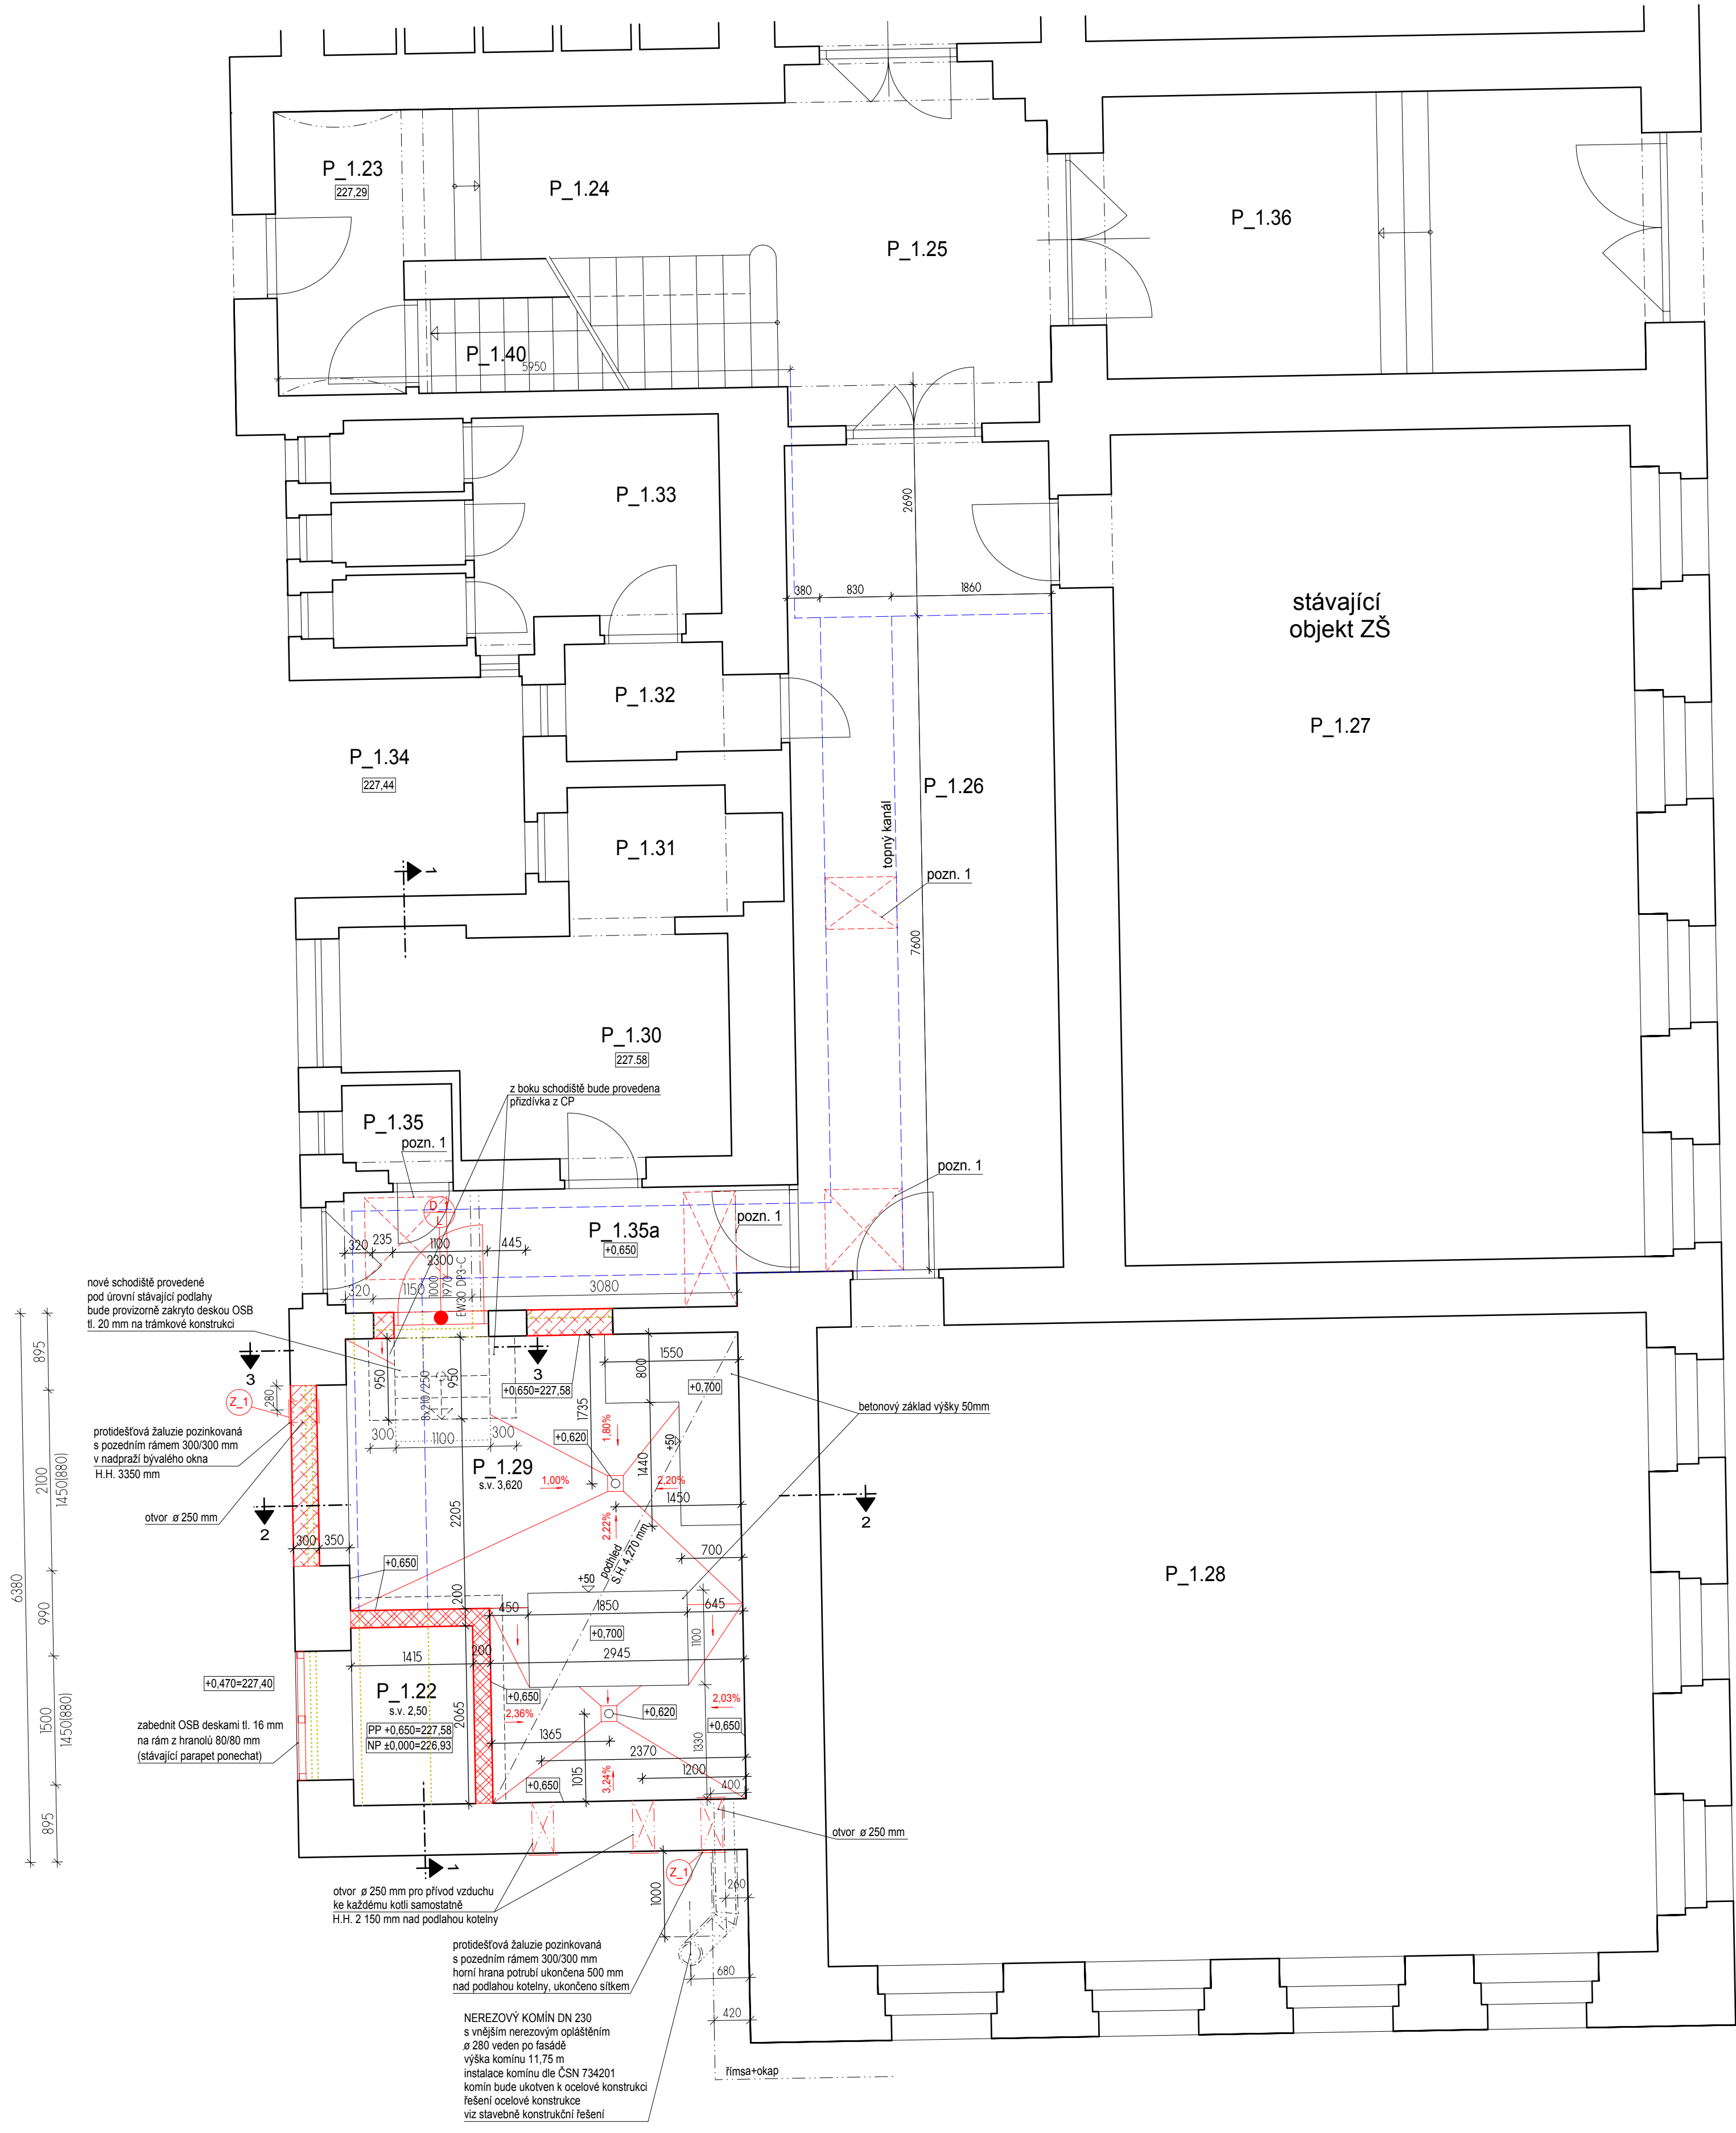 P_1.23
227,29
P_1.24
P_1.25
P_1.36
P_1.40
5950
P_1.33
2690
380
830
1860
stávající
objekt ZŠ
P_1.32
P_1.27
P_1.34
227,44
P_1.26
topný kanál
P_1.31
pozn. 1
1
7600
P_1.30
227.58
z boku schodiště bude provedena
přizdívka z CP
P_1.35
pozn. 1
pozn. 1
D_1
L
pozn. 1
P_1.35a
+0,650
320
235
1100
445
2300
320
1150
1000
1970
EW30 DP3-C
3080
nové schodiště provedené
pod úrovní stávající podlahy
bude provizorně zakryto deskou OSB
tl. 20 mm na trámkové konstrukci
895
3
3
1550
800
950
950
8x210/250
+0,650=227,58
1735
+0,700
280
Z_1
betonový základ výšky 50mm
protidešťová žaluzie pozinkovaná
s pozedním rámem 300/300 mm
v nadpraží bývalého okna
H.H. 3350 mm
300
1100
300
+0,620
1,80%
+50
1440
P_1.29
s.v. 3,620
1,00%
2,20%
2100
1450(880)
1450
otvor ø 250 mm
2
2
2205
2,22%
podhled
S.H. 4,270 mm
300
350
700
+0,650
6380
990
200
+50
450
1850
645
+0,700
1100
1415
200
2945
+0,470=227,40
P_1.22
s.v. 2,50
PP +0,650=227,58
NP ±0,000=226,93
2065
+0,650
2,36%
+0,620
2,03%
+0,650
1500
1450(880)
zabednit OSB deskami tl. 16 mm
na rám z hranolů 80/80 mm
(stávající parapet ponechat)
1365
1330
2370
1015
3,24%
1200
+0,650
400
895
otvor ø 250 mm
1
Z_1
1000
260
otvor ø 250 mm pro přívod vzduchu
ke každému kotli samostatně
H.H. 2 150 mm nad podlahou kotelny
P_1.28
protidešťová žaluzie pozinkovaná
s pozedním rámem 300/300 mm
horní hrana potrubí ukončena 500 mm
nad podlahou kotelny, ukončeno sítkem
680
420
NEREZOVÝ KOMÍN DN 230
s vnějším nerezovým opláštěním
ø 280 veden po fasádě
výška komínu 11,75 m
instalace komínu dle ČSN 734201
komín bude ukotven k ocelové konstrukci
řešení ocelové konstrukce
viz stavebně konstrukční řešení
římsa+okap